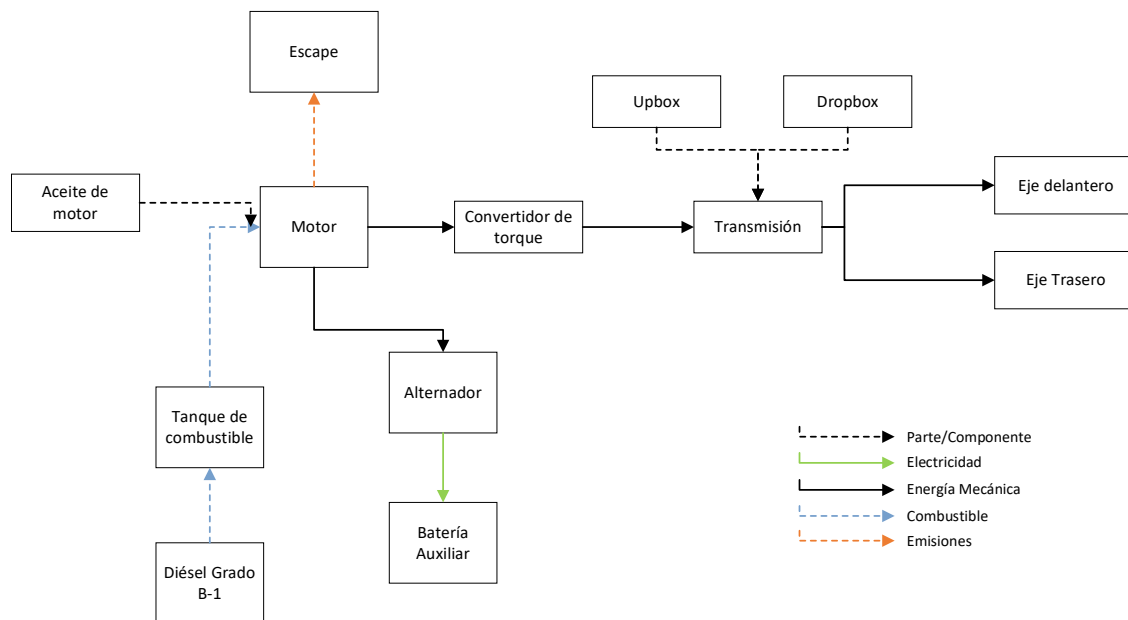 Escape
Upbox
Dropbox
Aceite de
motor
Motor
Convertidor de
torque
Transmisión
Eje delantero
Eje Trasero
Alternador
Tanque de
combustible
Batería
Auxiliar
Diésel Grado
B-1
Parte/Componente
Electricidad
Energía Mecánica
Combustible
Emisiones